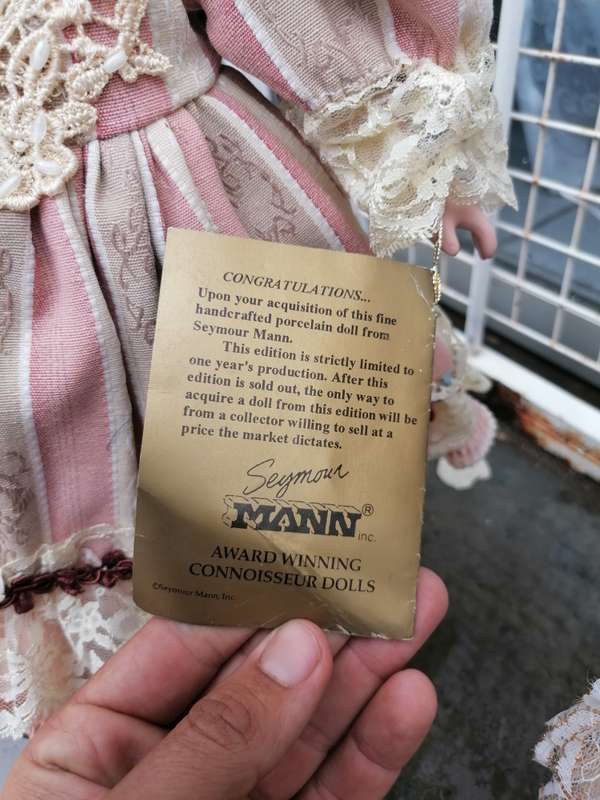 CONGRATULATIONS...
Upon your acquisition of this fine
handcrafted porcelain doll from
Seymour Mann.
This edition is strictly limited to
one year's production. After this
edition is sold out, the only way to
acquire a doll from this edition will be
from a collector willing to sell at a
price the market dictates.
Seymour
MANN® inc.
AWARD WINNING
CONNOISSEUR DOLLS
©Seymour Mann, Inc.